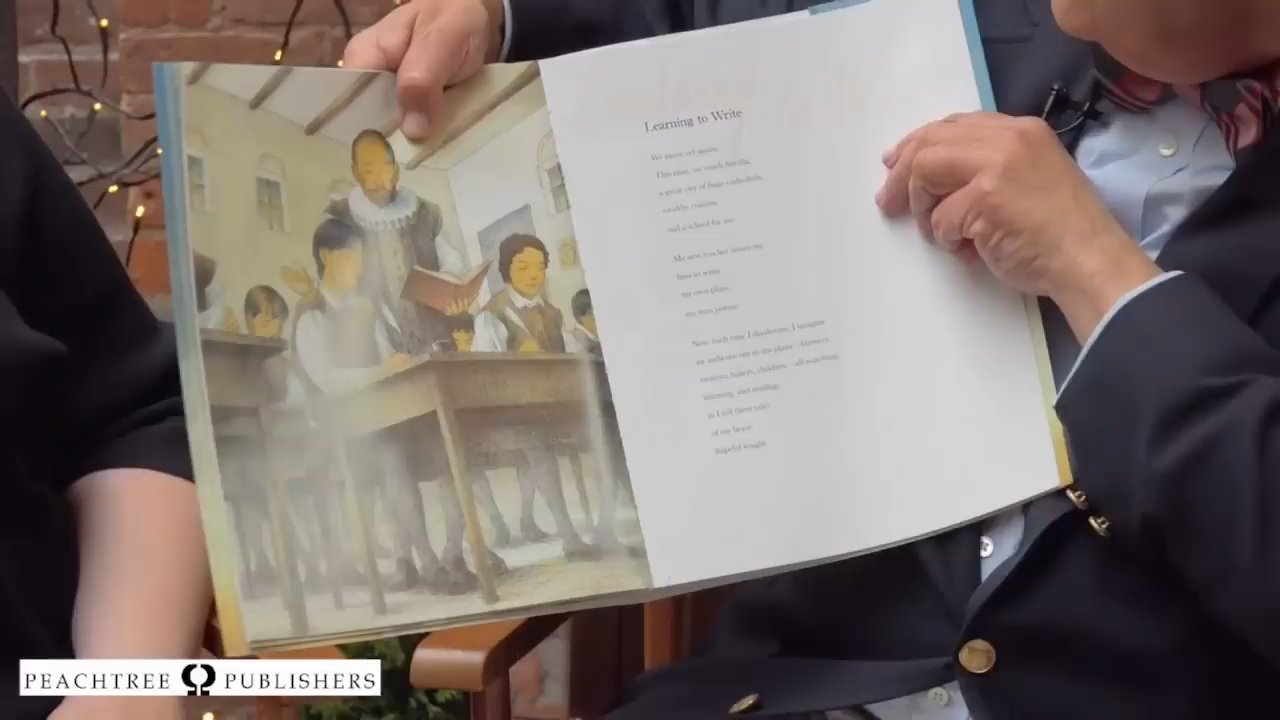 Learning to Write
We move yet again.
This time, we reach Sevilla,
a great city of huge cathedrals,
wealthy cousins,
and a school for me.
My new teacher shows me
how to write
my own plays,
my own poems.
Now, each time I daydream, I imagine
an audience out in the plaza—farmers,
weavers, bakers, children—all watching,
listening, and smiling
as I tell them tales
of my brave,
hopeful knight.
PEACHTREE PUBLISHERS